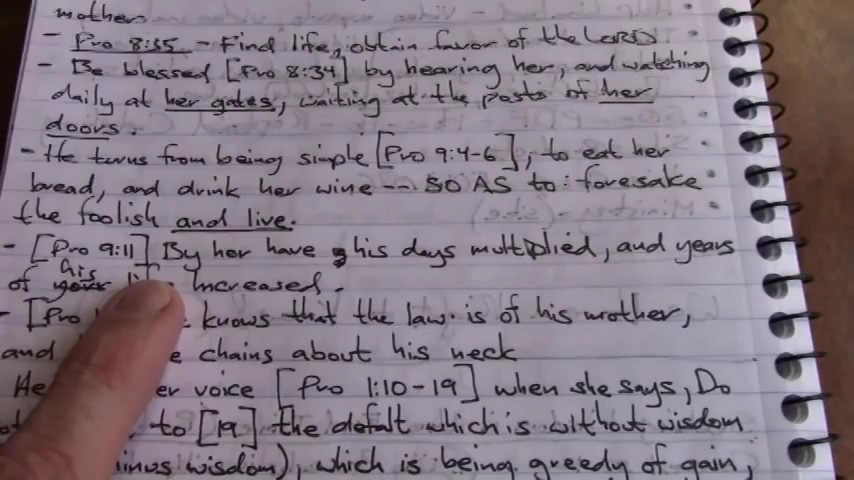 mother.
- Pro 8:35 - Find life, obtain favor of the LORD
- Be blessed [Pro 8:34] by hearing her, and watching
daily at her gates, waiting at the posts of her
doors.
- He turns from being simple [Pro 9:4-6], to eat her
bread, and drink her wine -- SO AS to: foresake
the foolish and live.
- [Pro 9:11] By her have his days multiplied, and years
of his increased.
- [Pro knows that the law is of his mother,
and chains about his neck
He voice [Pro 1:10-19] when she says, Do
to [19] the defalt which is without wisdom
minus wisdom), which is being greedy of gain,